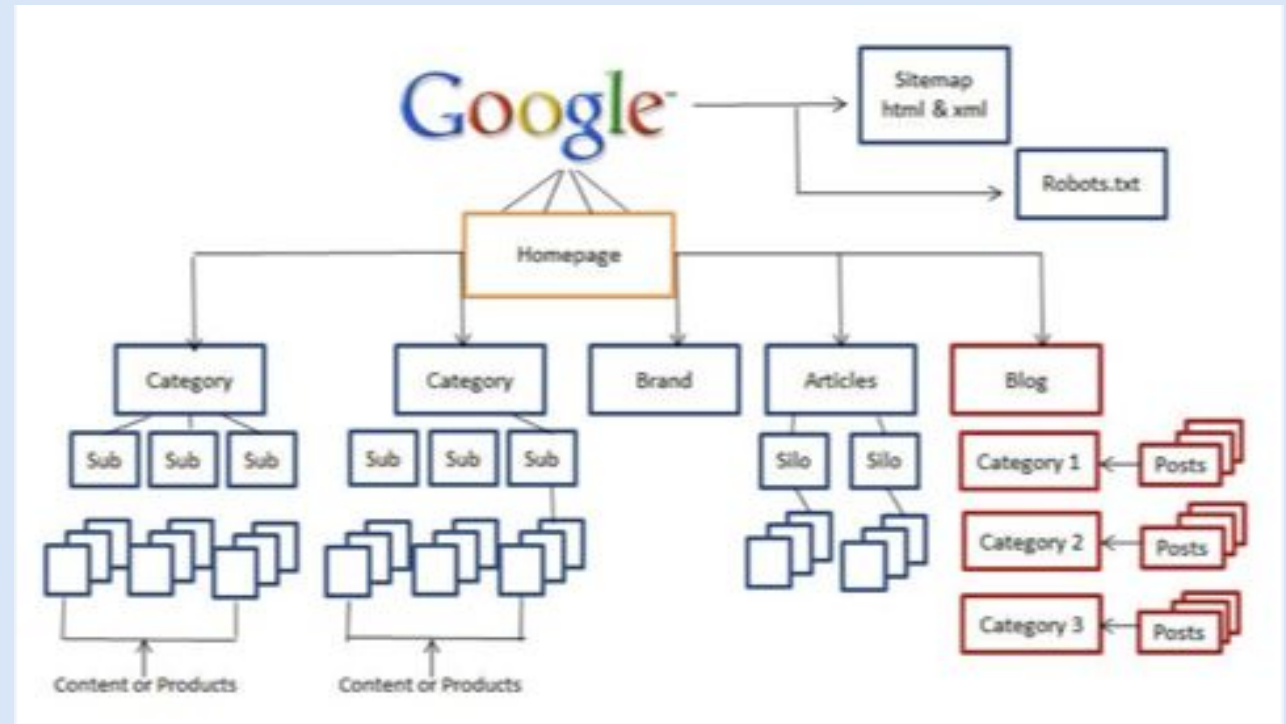 Google
Sitemap
html & xml
Robots.txt
Homepage
Category
Category
Brand
Articles
Blog
Sub
Sub
Sub
Sub
Sub
Sub
Silo
Silo
Category 1
Posts
Category 2
Posts
Category 3
Posts
Content or Products
Content or Products